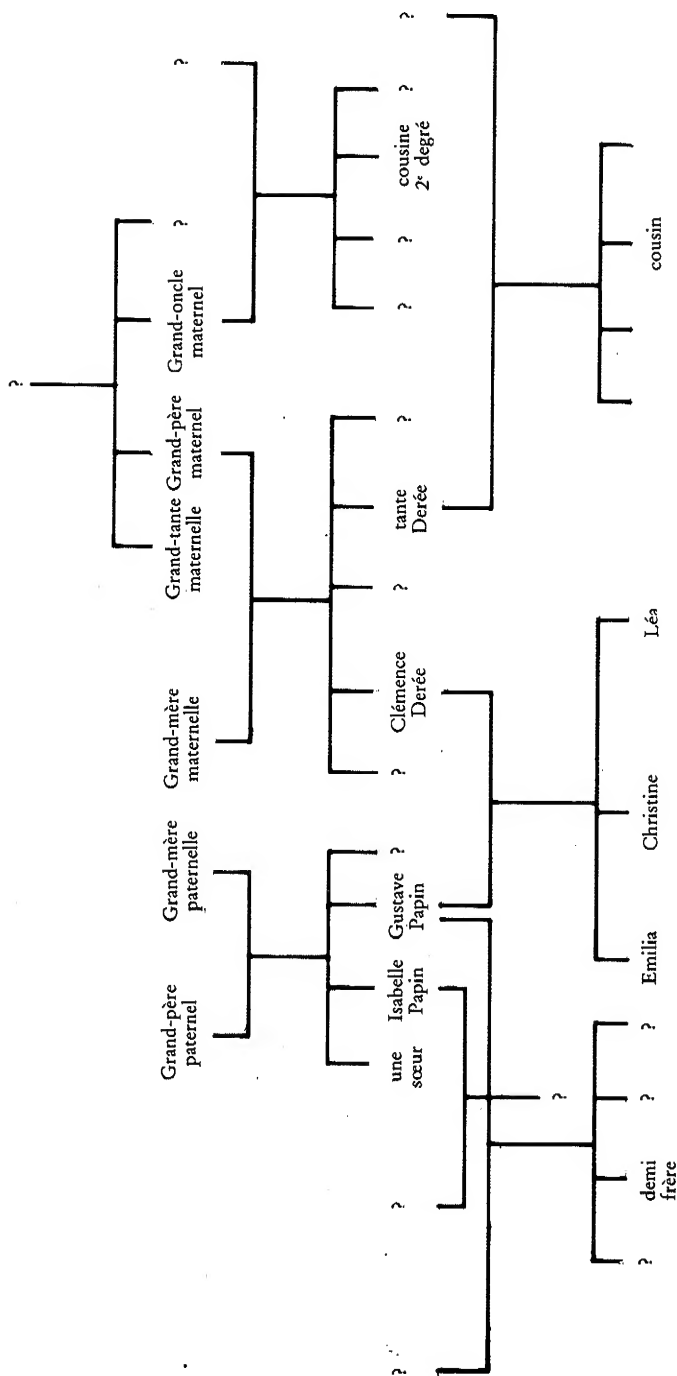 ?
Grand-père
paternel
Grand-mère
paternelle
Grand-mère
maternelle
Grand-tante
maternelle
Grand-père
maternel
Grand-oncle
maternel
?
?
?
?
une
sœur
Isabelle
Papin
Gustave
Papin
?
?
Clémence
Derée
?
tante
Derée
?
?
?
cousine
2e degré
?
?
?
?
demi
frère
?
?
Emilia
Christine
Léa
cousin